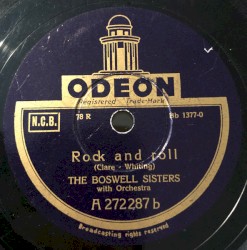 ODEON
Registered Trade-Mark
N.C.B.
78 R
Bb 1377-0
Rock and roll
(Clare - Whiting)
THE BOSWELL SISTERS
with Orchestra
A 272287 b
Broadcasting rights reserved